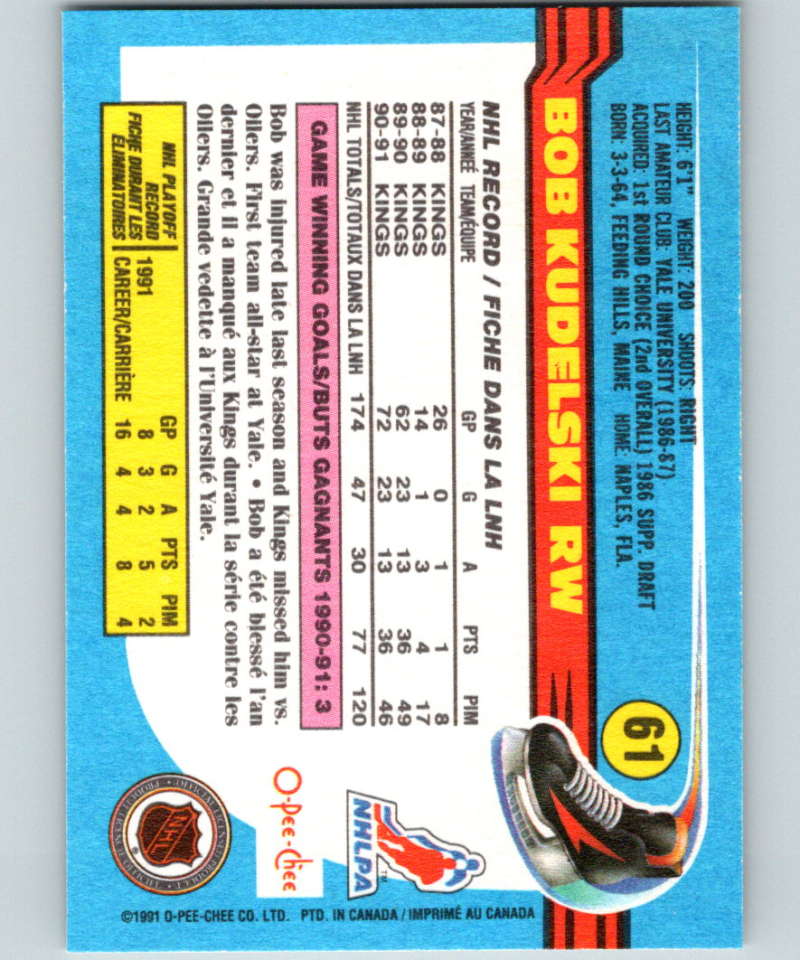 HEIGHT: 6'1" WEIGHT: 200 SHOOTS: RIGHT
LAST AMATEUR CLUB: YALE UNIVERSITY (1986-87)
ACQUIRED: 1st ROUND CHOICE (2nd OVERALL) 1986 SUPP. DRAFT
BORN: 3-3-64, FEEDING HILLS, MAINE HOME: NAPLES, FLA.
61
BOB KUDELSKI RW
NHL RECORD / FICHE DANS LA LNH
YEAR/ANNÉE TEAM/ÉQUIPE GP G A PTS PIM
87-88 KINGS 26 0 1 1 8
88-89 KINGS 14 1 3 4 17
89-90 KINGS 62 23 13 36 49
90-91 KINGS 72 23 13 36 46
NHL TOTALS/TOTAUX DANS LA LNH 174 47 30 77 120
GAME WINNING GOALS/BUTS GAGNANTS 1990-91: 3
Bob was injured late last season and Kings missed him vs.
Oilers. First team all-star at Yale. • Bob a été blessé l'an
dernier et il a manqué aux Kings durant la série contre les
Oilers. Grande vedette à l'Université Yale.
NHL PLAYOFF
RECORD
FICHE DURANT LES
ÉLIMINATOIRES
GP G A PTS PIM
1991 8 3 2 5 2
CAREER/CARRIÈRE 16 4 4 8 4
NHLPA
TM
O-Pee-Chee
NHL
®
©1991 O-PEE-CHEE CO. LTD. PTD. IN CANADA / IMPRIMÉ AU CANADA